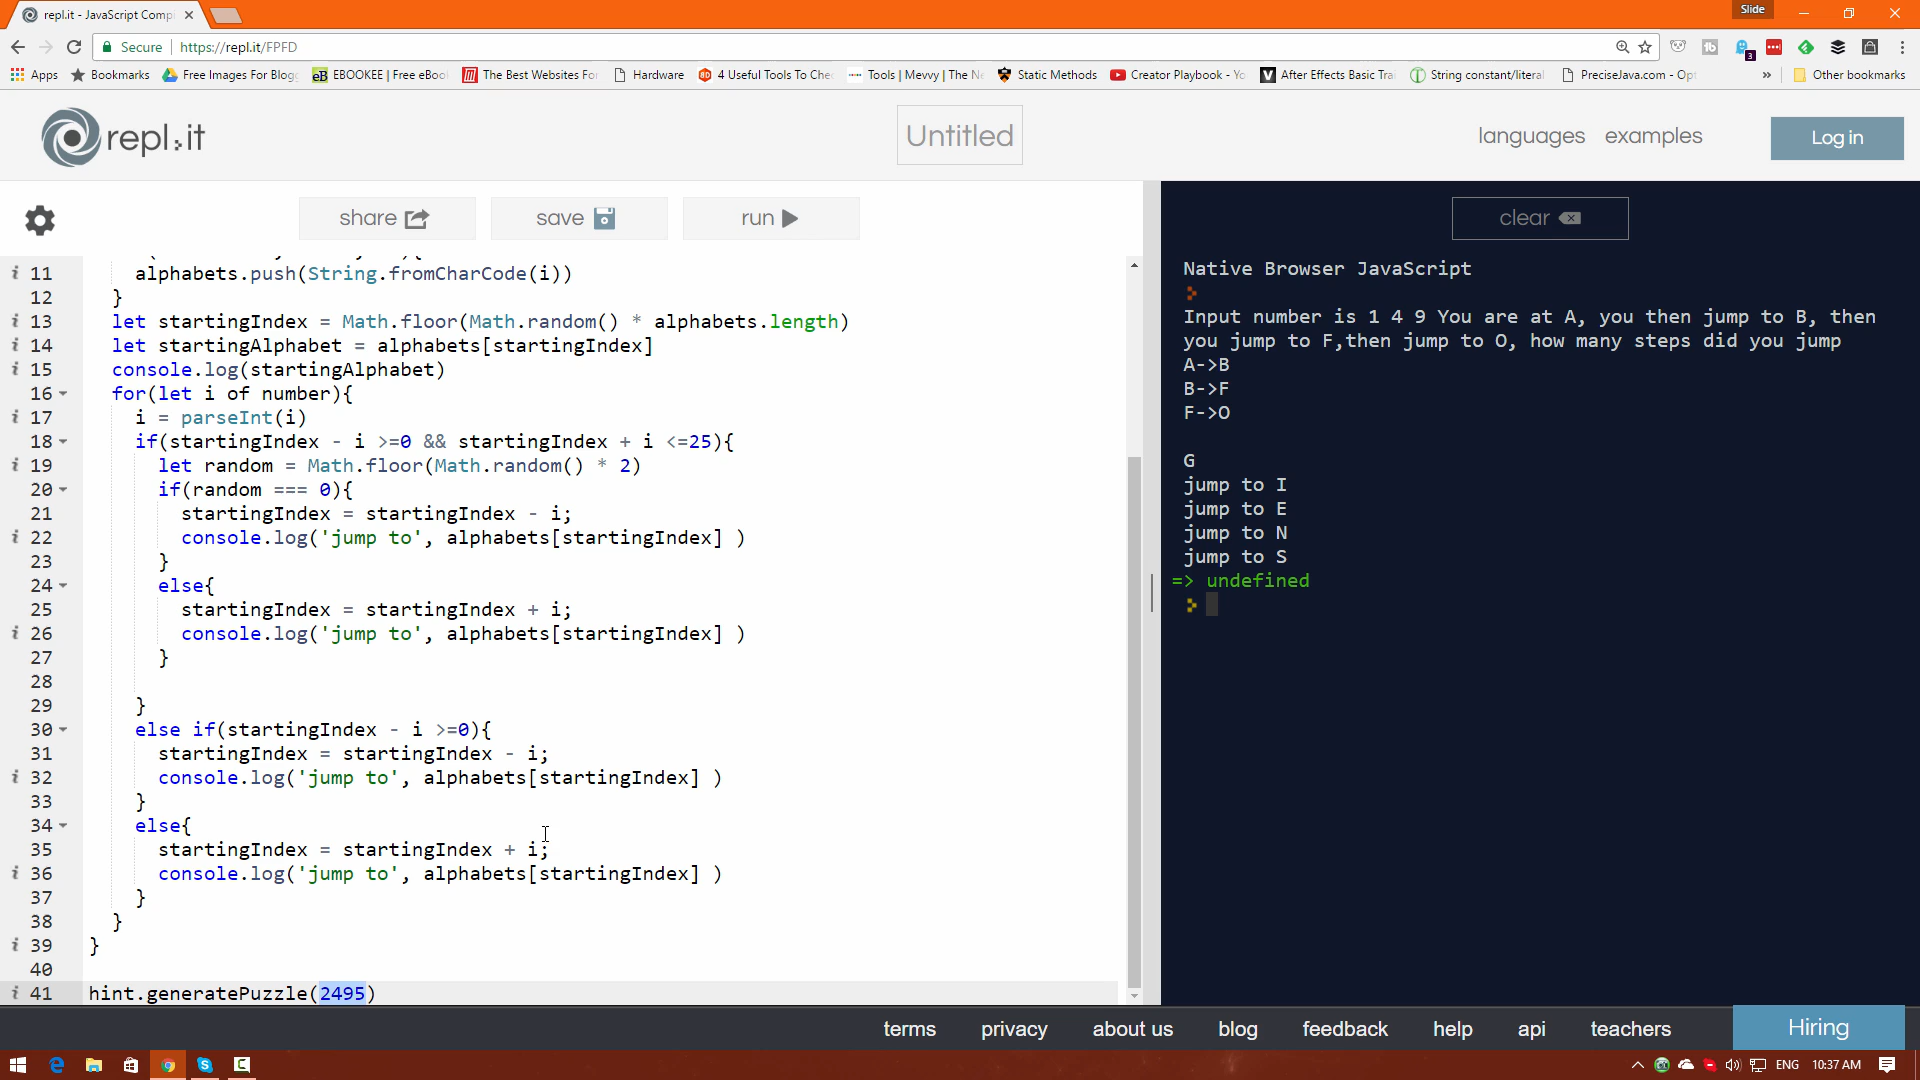 repl.it - JavaScript Comp
Slide
Secure
https://repl.it/FPFD
3
Apps
Bookmarks
Free Images For Blogg
EBOOKEE | Free eBoo
The Best Websites For
Hardware
4 Useful Tools To Che
Tools | Mevvy | The Ne
Static Methods
Creator Playbook - Yo
After Effects Basic Trai
String constant/literal
PreciseJava.com - Opt
Other bookmarks
repl.it
Untitled
languages
examples
Log in
share
save
run
clear
11 alphabets.push(String.fromCharCode(i))
12 }
13 let startingIndex = Math.floor(Math.random() * alphabets.length)
14 let startingAlphabet = alphabets[startingIndex]
15 console.log(startingAlphabet)
16 for(let i of number){
17 i = parseInt(i)
18 if(startingIndex - i >=0 && startingIndex + i <=25){
19 let random = Math.floor(Math.random() * 2)
20 if(random === 0){
21 startingIndex = startingIndex - i;
22 console.log('jump to', alphabets[startingIndex] )
23 }
24 else{
25 startingIndex = startingIndex + i;
26 console.log('jump to', alphabets[startingIndex] )
27 }
28
29 }
30 else if(startingIndex - i >=0){
31 startingIndex = startingIndex - i;
32 console.log('jump to', alphabets[startingIndex] )
33 }
34 else{
35 startingIndex = startingIndex + i;
36 console.log('jump to', alphabets[startingIndex] )
37 }
38 }
39 }
40
41 hint.generatePuzzle(2495)
Native Browser JavaScript
Input number is 1 4 9 You are at A, you then jump to B, then
you jump to F,then jump to O, how many steps did you jump
A->B
B->F
F->O
G
jump to I
jump to E
jump to N
jump to S
=> undefined
terms
privacy
about us
blog
feedback
help
api
teachers
Hiring
ENG
10:37 AM